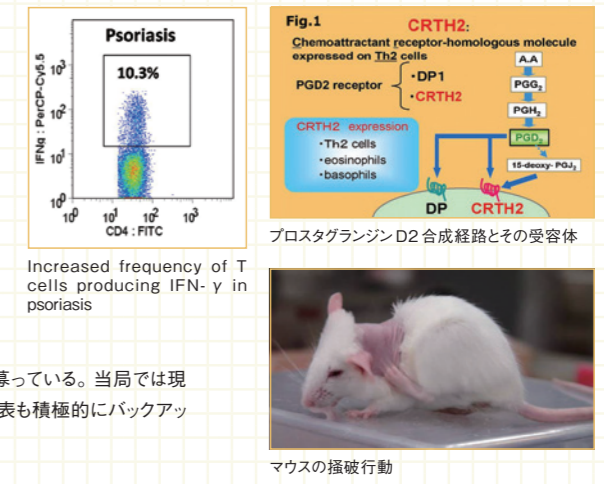 Psoriasis
10.3%
IFNg : PerCP-Cy5.5
10³
10²
10¹
10⁰
10⁰ 10¹ 10² 10³
CD4 : FITC
Increased frequency of T
cells producing IFN- γ in
psoriasis
Fig.1
CRTH2:
Chemoattractant receptor-homologous molecule
expressed on Th2 cells
PGD2 receptor
・DP1
・CRTH2
A.A
PGG₂
PGH₂
PGD₂
15-deoxy- PGJ₂
CRTH2 expression
・Th2 cells
・eosinophils
・basophils
DP CRTH2
プロスタグランジン D2 合成経路とその受容体
マウスの掻破行動
募っている。当局では現
表も積極的にバックアッ